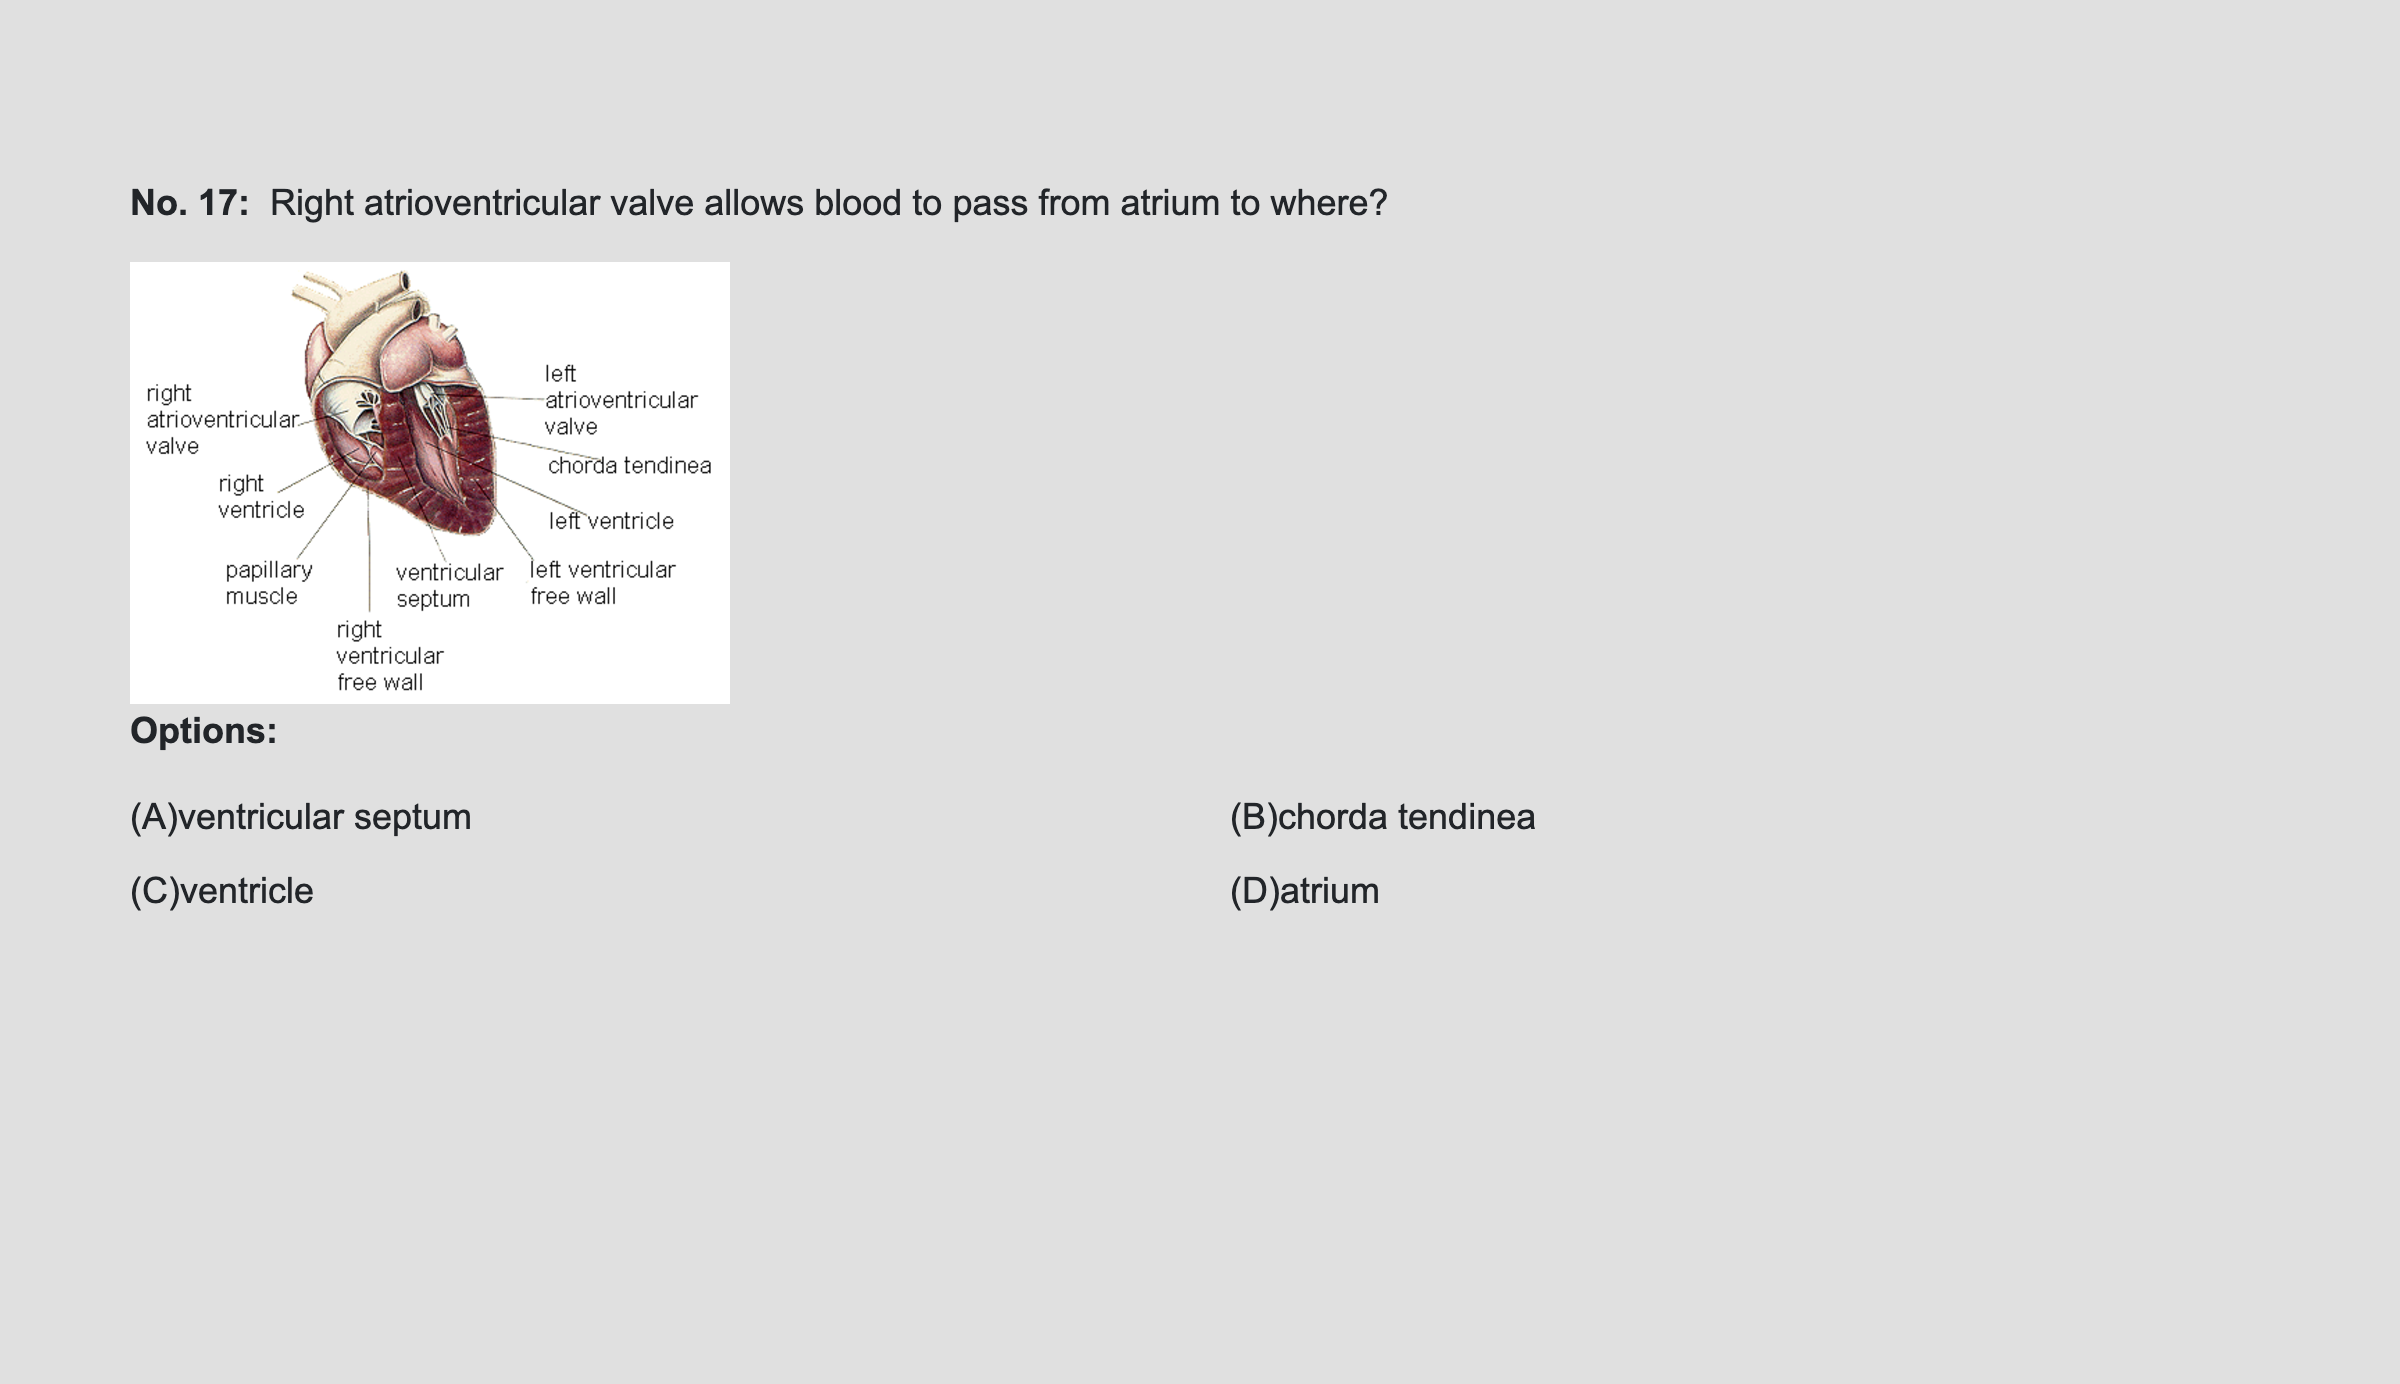 No. 17: Right atrioventricular valve allows blood to pass from atrium to where?
right
atrioventricular
valve
right
ventricle
papillary
muscle
right
ventricular
free wall
ventricular
septum
left
atrioventricular
valve
chorda tendinea
left ventricle
left ventricular
free wall
Options:
(A)ventricular septum
(B)chorda tendinea
(C)ventricle
(D)atrium